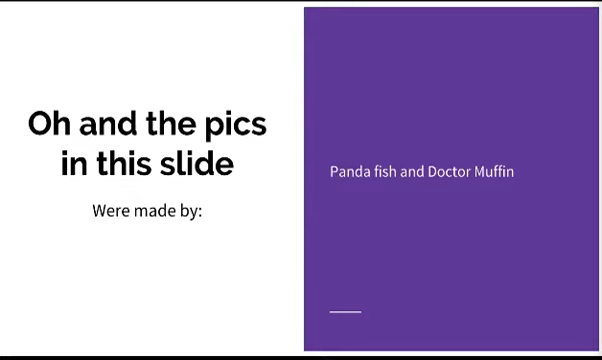 Oh and the pics
in this slide
Were made by:
Panda fish and Doctor Muffin